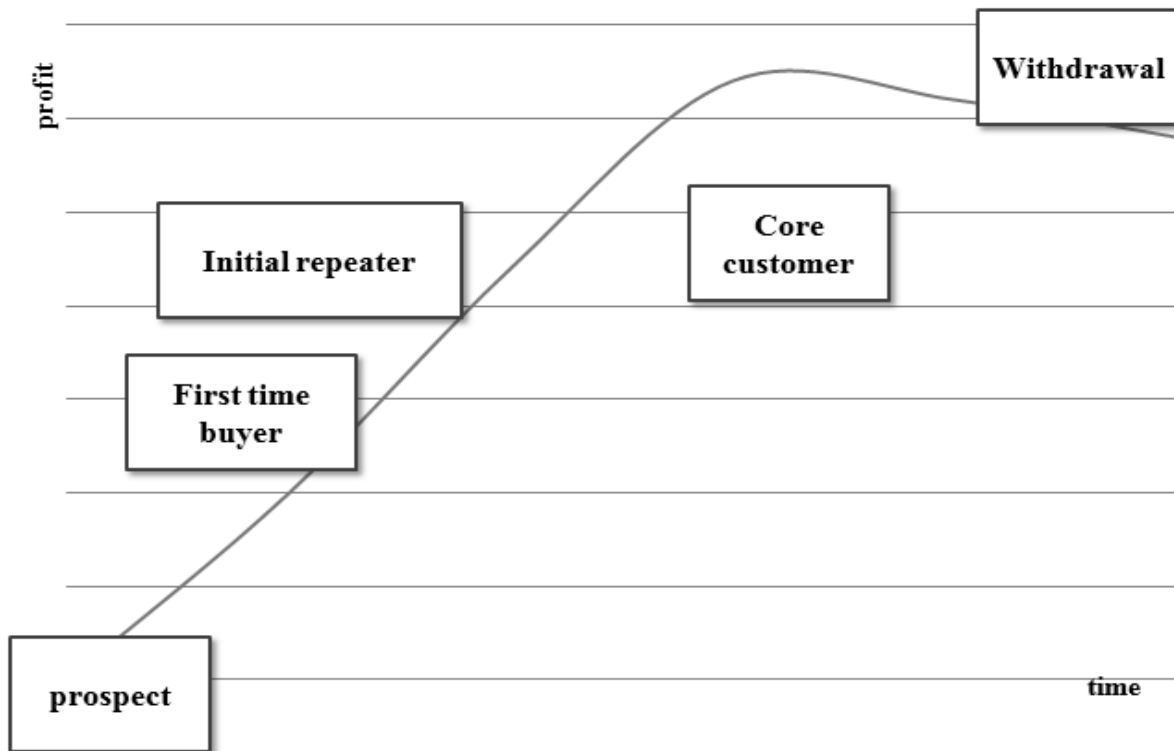 Withdrawal
profit
Core
customer
Initial repeater
First time
buyer
time
prospect